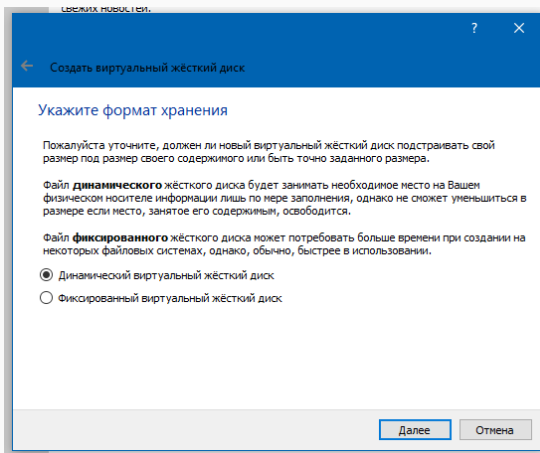 свежих новостей.
?
Создать виртуальный жёсткий диск
Укажите формат хранения
Пожалуйста уточните, должен ли новый виртуальный жёсткий диск подстраивать свой
размер под размер своего содержимого или быть точно заданного размера.
Файл динамического жёсткого диска будет занимать необходимое место на Вашем
физическом носителе информации лишь по мере заполнения, однако не сможет уменьшиться в
размере если место, занятое его содержимым, освободится.
Файл фиксированного жёсткого диска может потребовать больше времени при создании на
некоторых файловых системах, однако, обычно, быстрее в использовании.
Динамический виртуальный жёсткий диск
Фиксированный виртуальный жёсткий диск
Далее Отмена